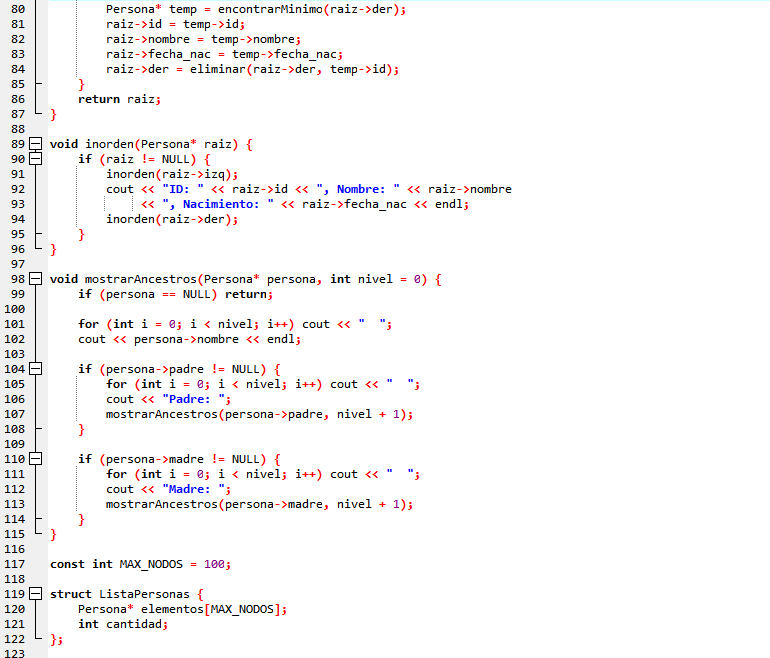 80 Persona* temp = encontrarMinimo(raiz->der);
81 raiz->id = temp->id;
82 raiz->nombre = temp->nombre;
83 raiz->fecha_nac = temp->fecha_nac;
84 raiz->der = eliminar(raiz->der, temp->id);
85 }
86 return raiz;
87 }
88
89 void inorden(Persona* raiz) {
90 if (raiz != NULL) {
91 inorden(raiz->izq);
92 cout << "ID: " << raiz->id << ", Nombre: " << raiz->nombre
93 << ", Nacimiento: " << raiz->fecha_nac << endl;
94 inorden(raiz->der);
95 }
96 }
97
98 void mostrarAncestros(Persona* persona, int nivel = 0) {
99 if (persona == NULL) return;
100
101 for (int i = 0; i < nivel; i++) cout << "  ";
102 cout << persona->nombre << endl;
103
104 if (persona->padre != NULL) {
105 for (int i = 0; i < nivel; i++) cout << "  ";
106 cout << "Padre: ";
107 mostrarAncestros(persona->padre, nivel + 1);
108 }
109
110 if (persona->madre != NULL) {
111 for (int i = 0; i < nivel; i++) cout << "  ";
112 cout << "Madre: ";
113 mostrarAncestros(persona->madre, nivel + 1);
114 }
115 }
116
117 const int MAX_NODOS = 100;
118
119 struct ListaPersonas {
120 Persona* elementos[MAX_NODOS];
121 int cantidad;
122 };
123